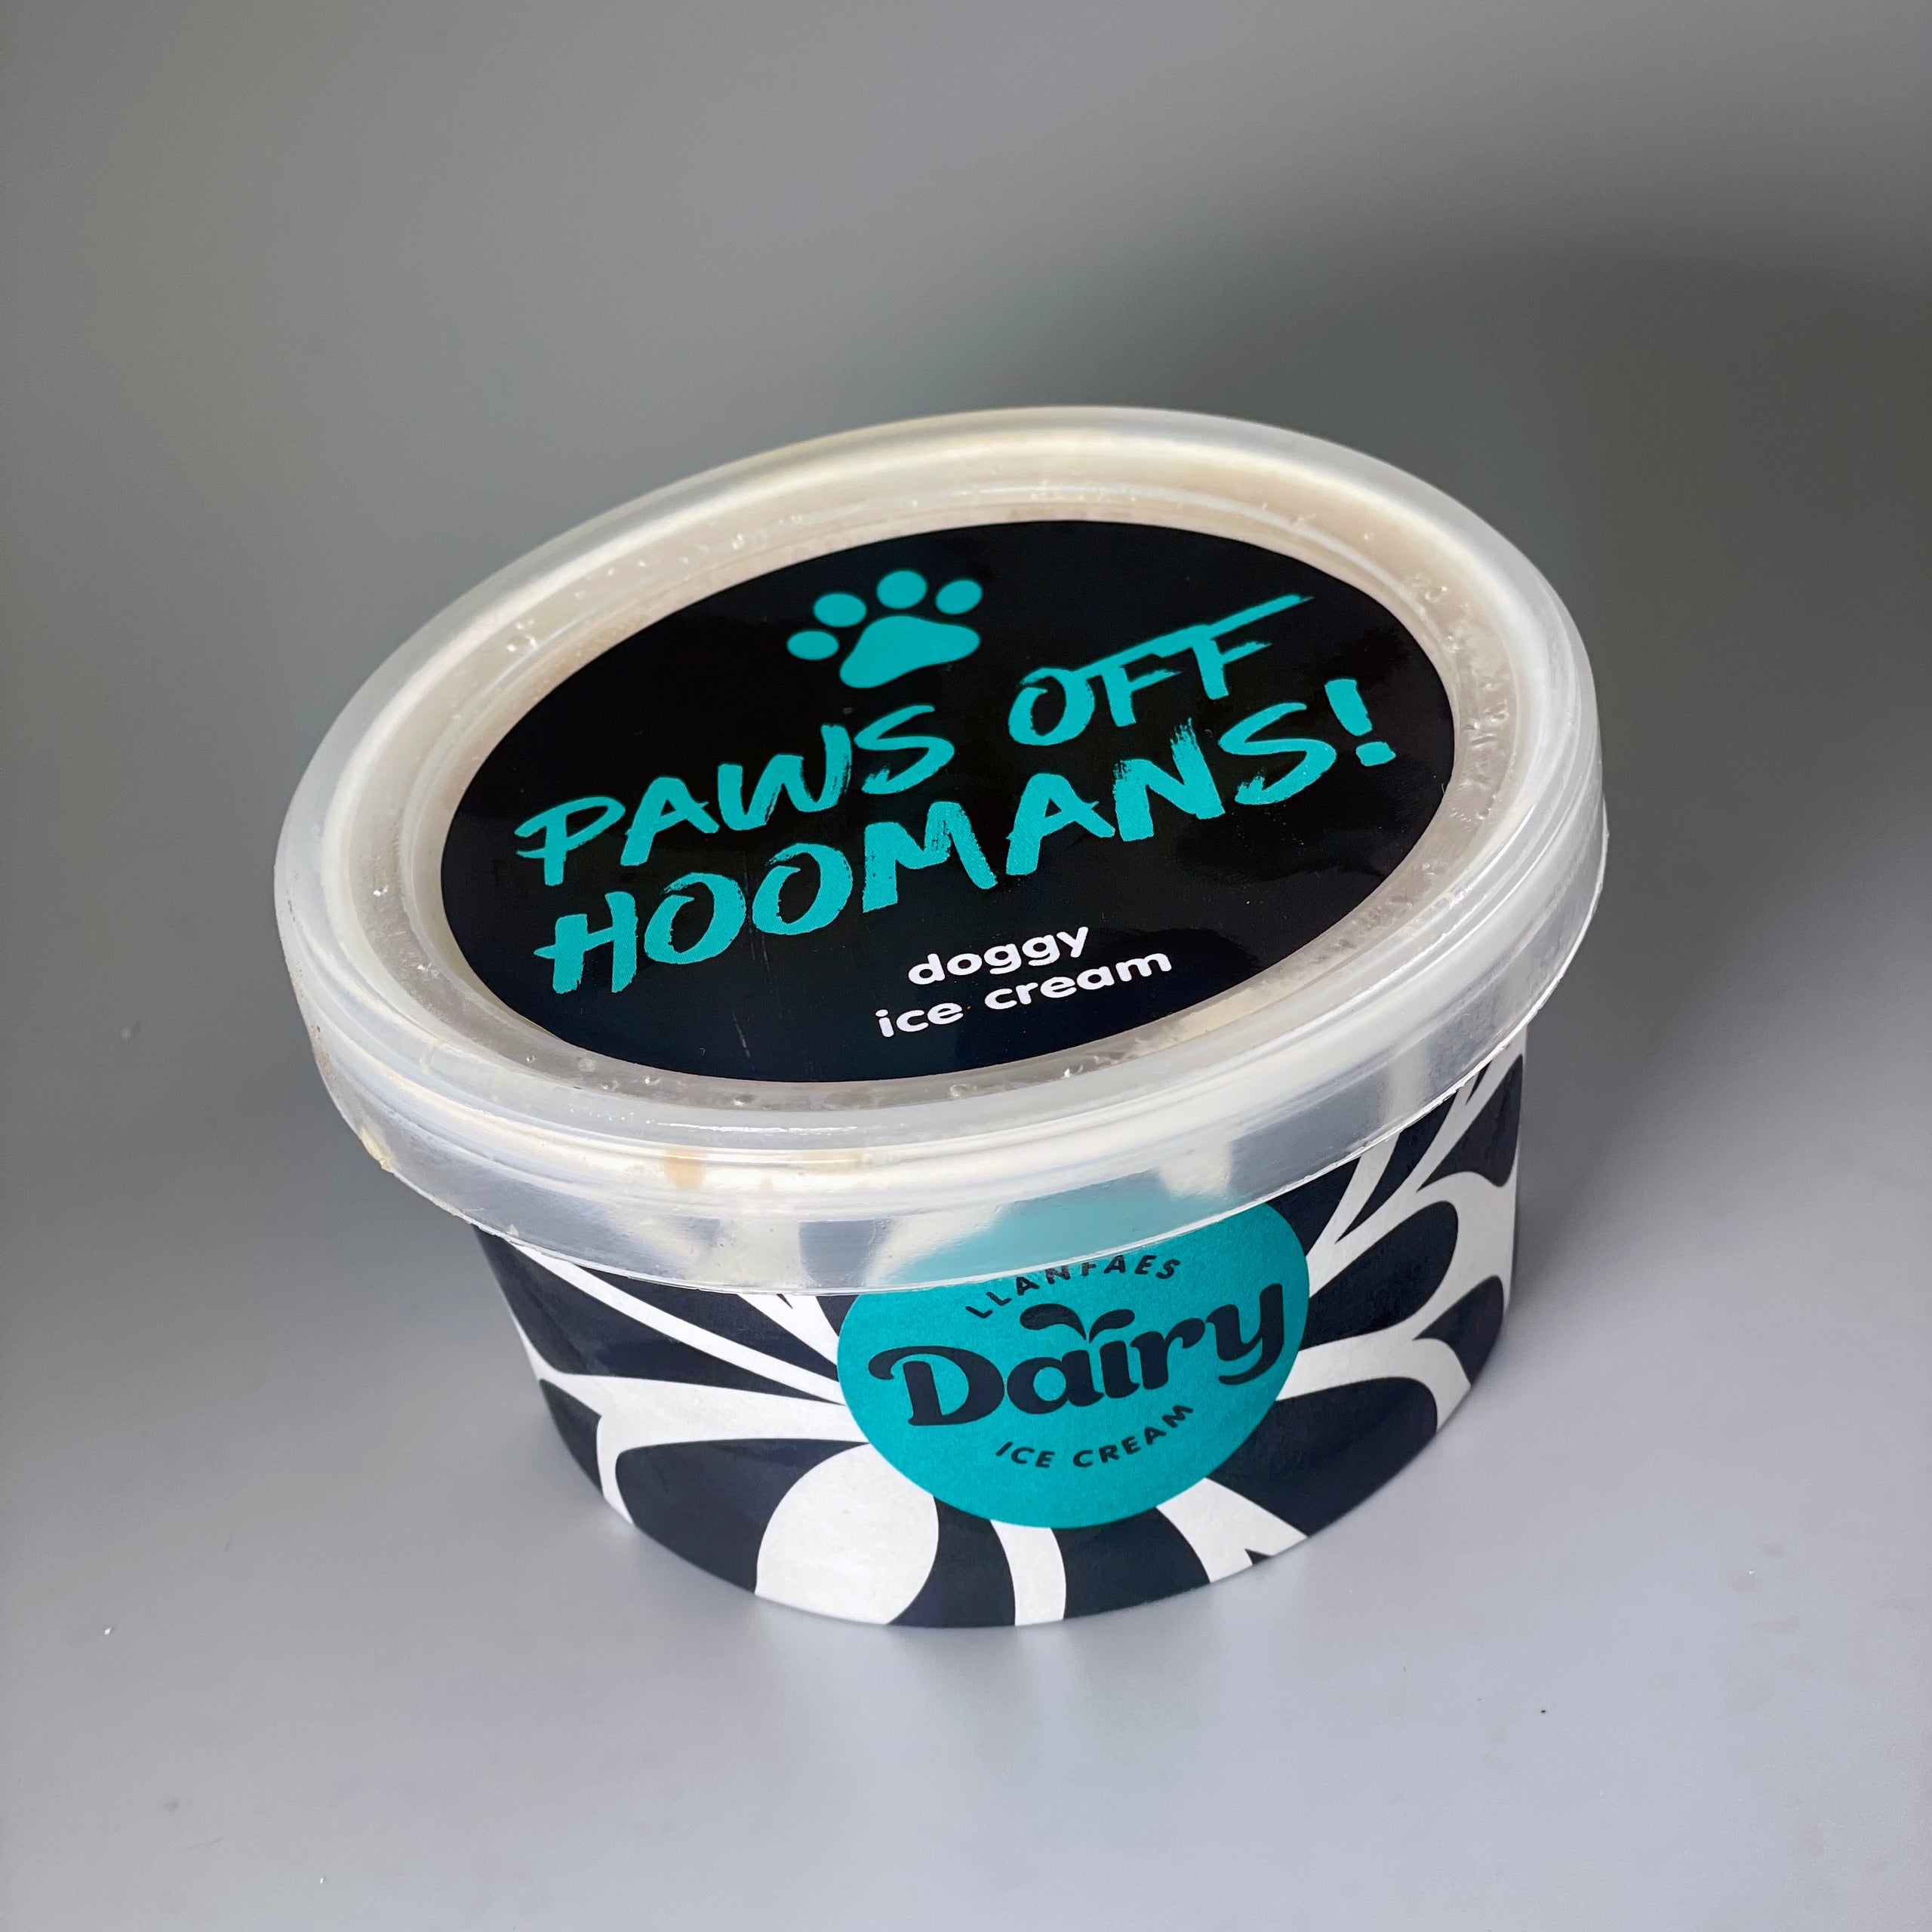 PAWS OFF
HOOMANS!
doggy
ice cream
LLANFAES
Dairy
ICE CREAM